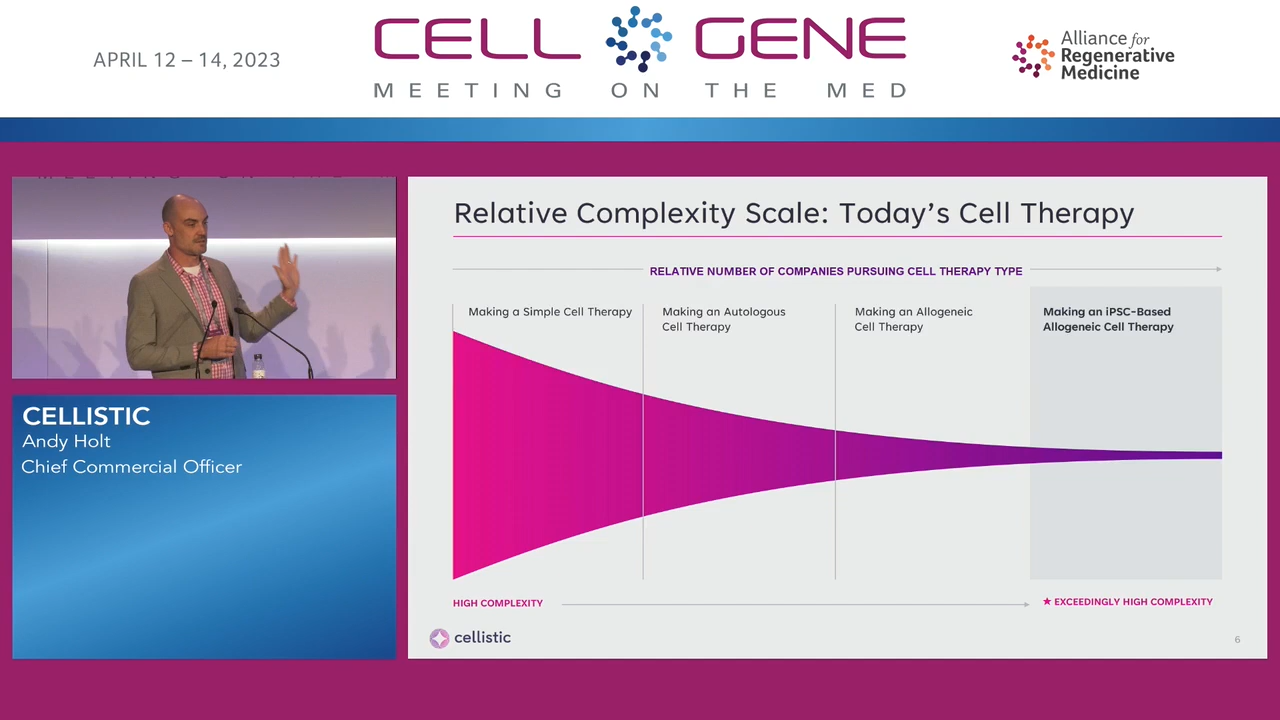 APRIL 12 – 14, 2023
CELL GENE
MEETING ON THE MED
Alliance for
Regenerative
Medicine
CELLISTIC
Andy Holt
Chief Commercial Officer
Relative Complexity Scale: Today's Cell Therapy
RELATIVE NUMBER OF COMPANIES PURSUING CELL THERAPY TYPE
Making a Simple Cell Therapy
Making an Autologous
Cell Therapy
Making an Allogeneic
Cell Therapy
Making an iPSC-Based
Allogeneic Cell Therapy
HIGH COMPLEXITY
★ EXCEEDINGLY HIGH COMPLEXITY
cellistic
6